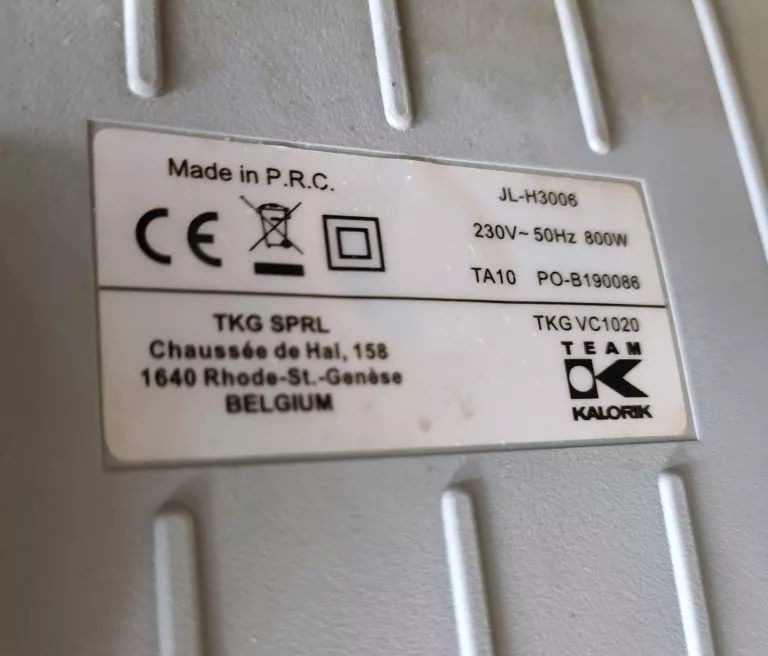 Made in P.R.C.
CE
JL-H3006
230V~ 50Hz 800W
TA10 PO-B190086
TKG SPRL
Chaussée de Hal, 158
1640 Rhode-St.-Genèse
BELGIUM
TKG VC1020
TEAM
K
KALORIK